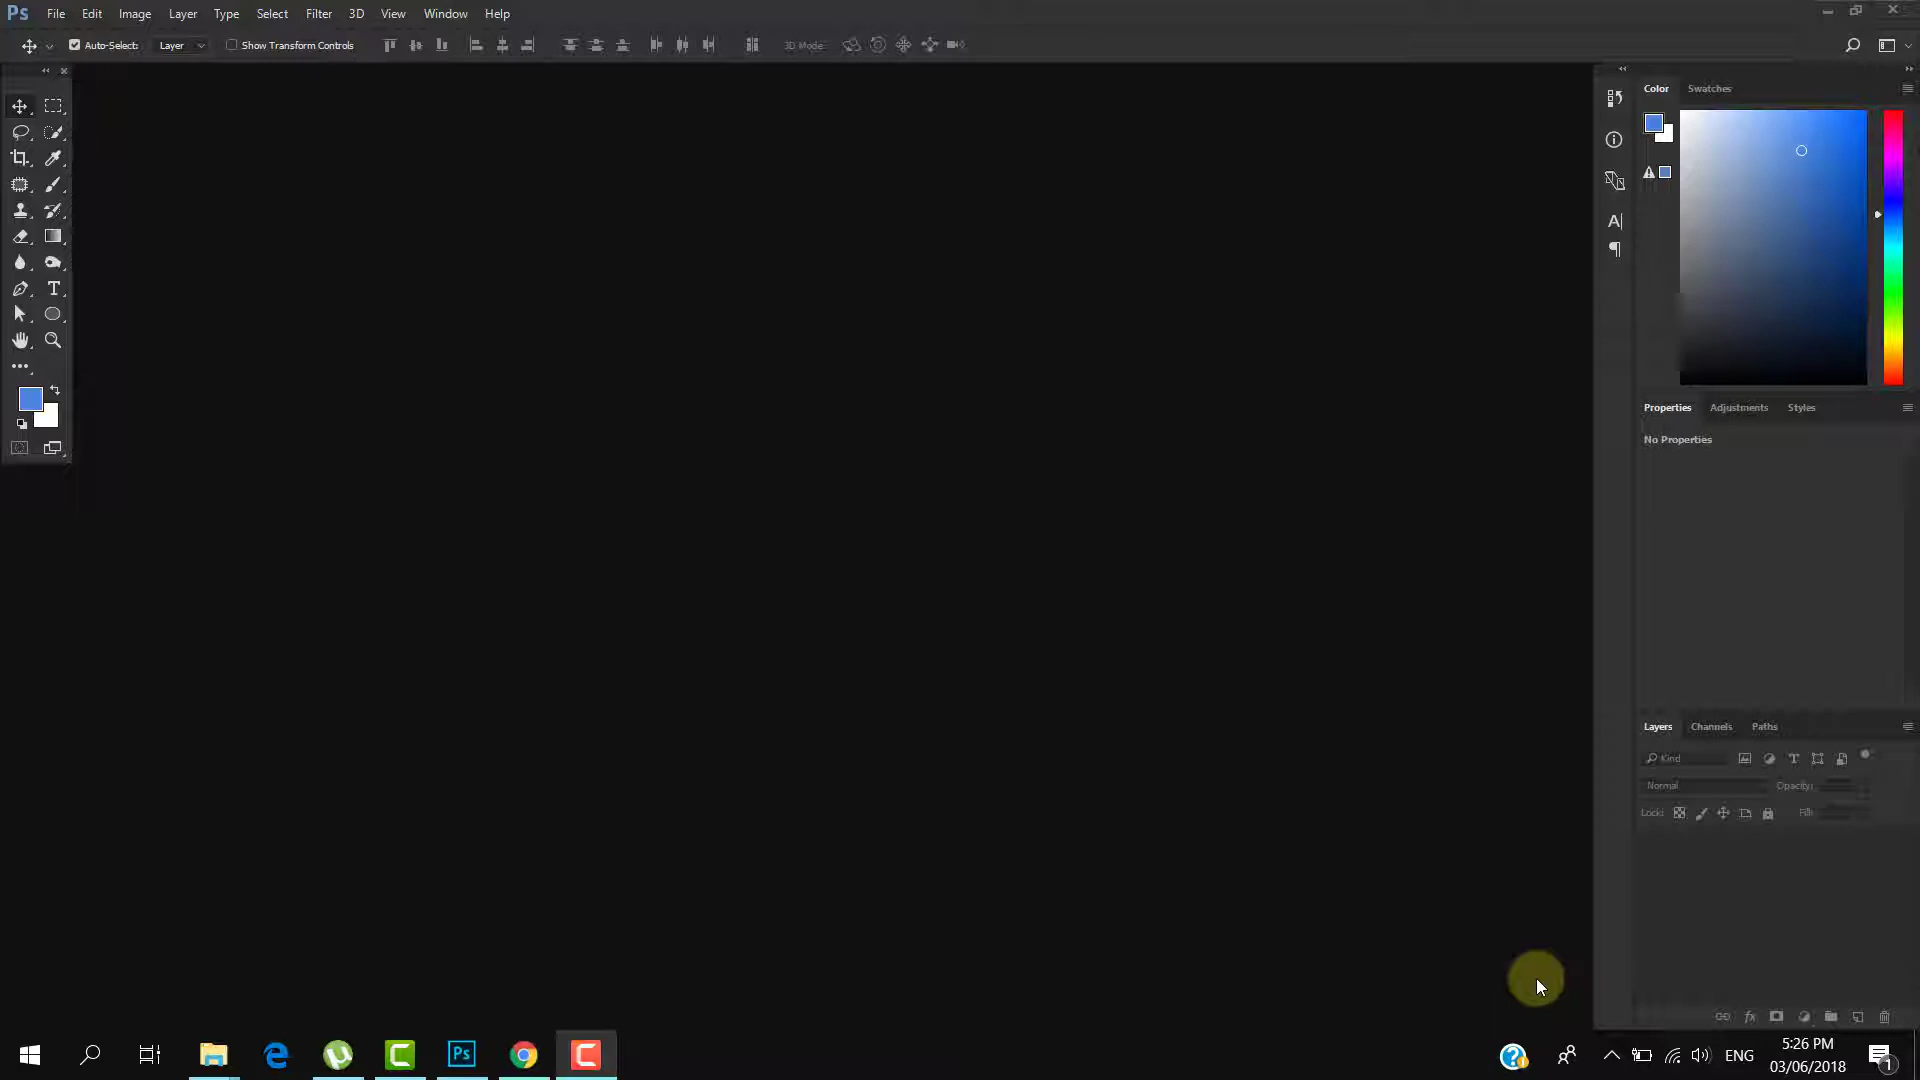 Ps File Edit Image Layer Type Select Filter 3D View Window Help
Auto-Select: Layer Show Transform Controls 3D Mode:
Color Swatches
Properties Adjustments Styles
No Properties
Layers Channels Paths
Kind
Normal Opacity:
Lock: Fill:
Ps
ENG
5:26 PM
03/06/2018
1